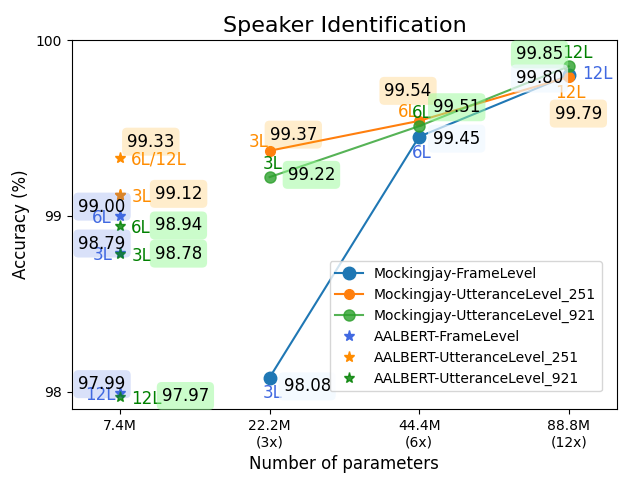 Speaker Identification
100
99
98
Accuracy (%)
99.85
12L
99.80
12L
12L
99.79
99.54
6L
6L
99.51
99.45
6L
99.37
3L
3L
99.22
99.33
6L/12L
3L
99.12
99.00
6L
6L
98.94
98.79
3L
3L
98.78
97.99
12L
12L
97.97
98.08
3L
Mockingjay-FrameLevel
Mockingjay-UtteranceLevel_251
Mockingjay-UtteranceLevel_921
AALBERT-FrameLevel
AALBERT-UtteranceLevel_251
AALBERT-UtteranceLevel_921
7.4M
22.2M
(3x)
44.4M
(6x)
88.8M
(12x)
Number of parameters